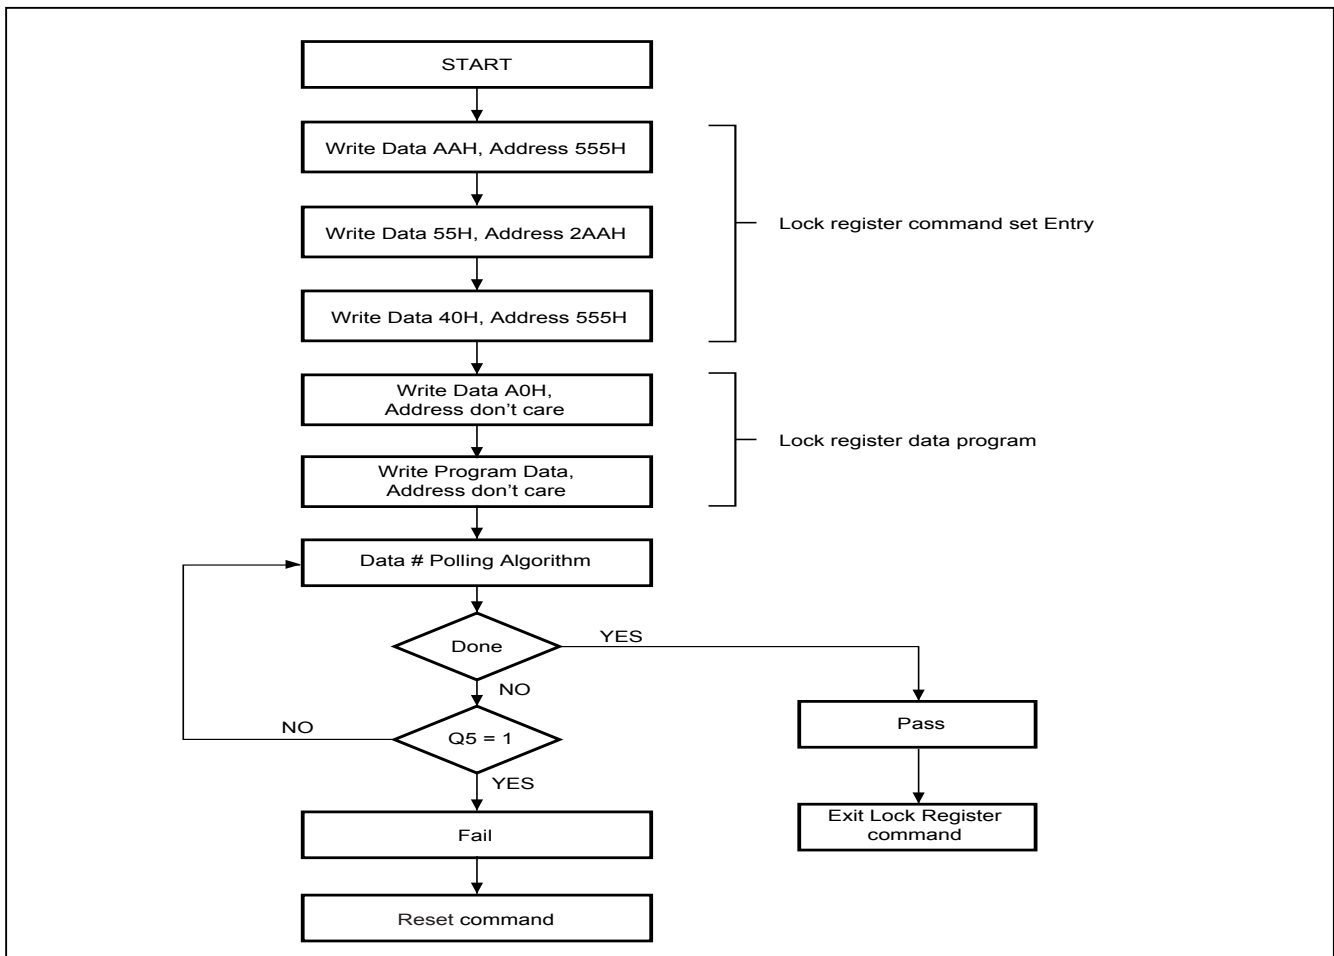 START
Write Data AAH, Address 555H
Write Data 55H, Address 2AAH
Lock register command set Entry
Write Data 40H, Address 555H
Write Data A0H,
Address don't care
Lock register data program
Write Program Data,
Address don't care
Data # Polling Algorithm
Done
YES
NO
Q5 = 1
NO
YES
Pass
Fail
Exit Lock Register
command
Reset command